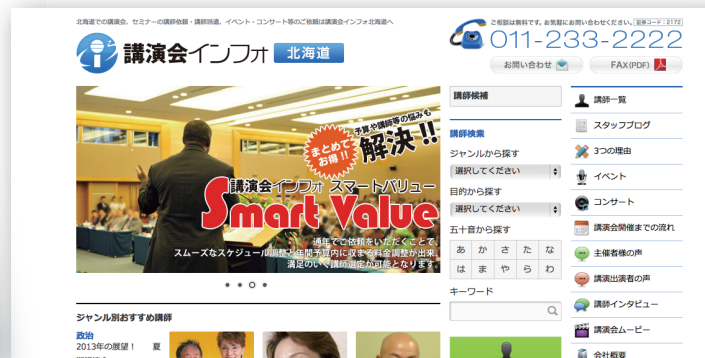 北海道での講演会、セミナーの講師依頼・講師派遣、イベント・コンサート等のご依頼は講演会インフォ北海道へ
ご相談は無料です。お気軽にお問い合わせください。[証券コード:2172]
011-233-2222
講演会インフォ 北海道
お問い合わせ
FAX(PDF)
予算や講師等の悩みも
まとめて
お得!!
解決!!
講演会インフォ スマートバリュー
Smart Value
通年でご依頼をいただくことで、
スムーズなスケジュール調整と年間予算内に収まる料金調整が出来、
満足のいく講師選定が可能となります。
ジャンル別おすすめ講師
政治
2013年の展望! 夏
講師候補
講師検索
ジャンルから探す
選択してください
目的から探す
選択してください
五十音から探す
あ か さ た な
は ま や ら わ
キーワード
講師一覧
スタッフブログ
3つの理由
イベント
コンサート
講演会開催までの流れ
主催者様の声
講演出演者の声
講師インタビュー
講演会ムービー
会社概要